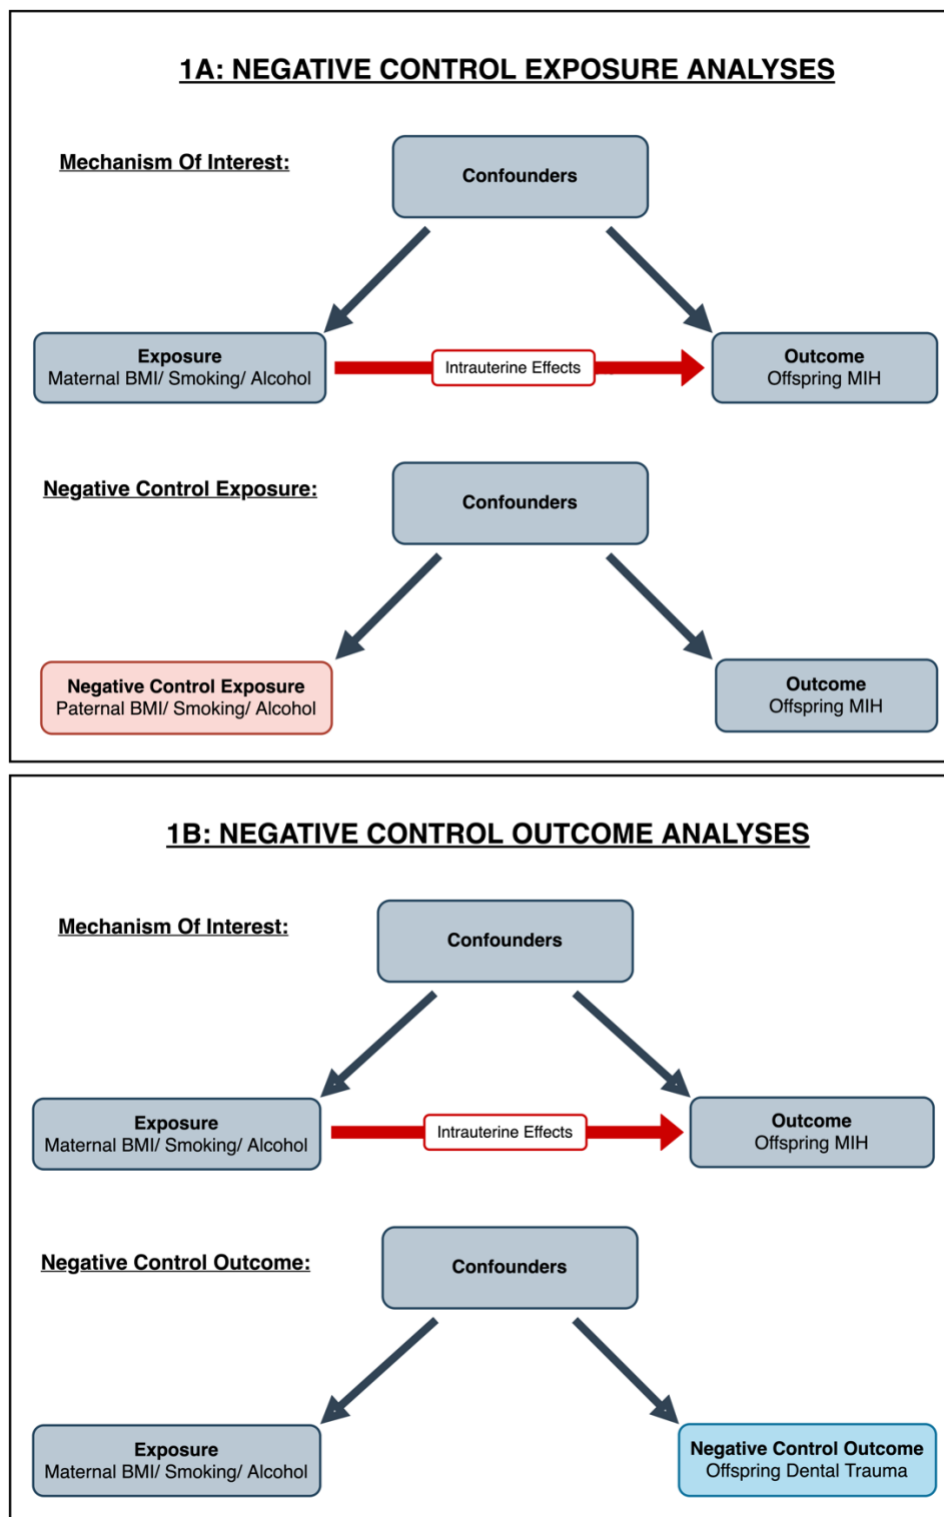 1A: NEGATIVE CONTROL EXPOSURE ANALYSES
Mechanism Of Interest:
Confounders
Exposure
Maternal BMI/ Smoking/ Alcohol
Intrauterine Effects
Outcome
Offspring MIH
Negative Control Exposure:
Confounders
Negative Control Exposure
Paternal BMI/ Smoking/ Alcohol
Outcome
Offspring MIH
1B: NEGATIVE CONTROL OUTCOME ANALYSES
Mechanism Of Interest:
Confounders
Exposure
Maternal BMI/ Smoking/ Alcohol
Intrauterine Effects
Outcome
Offspring MIH
Negative Control Outcome:
Confounders
Exposure
Maternal BMI/ Smoking/ Alcohol
Negative Control Outcome
Offspring Dental Trauma